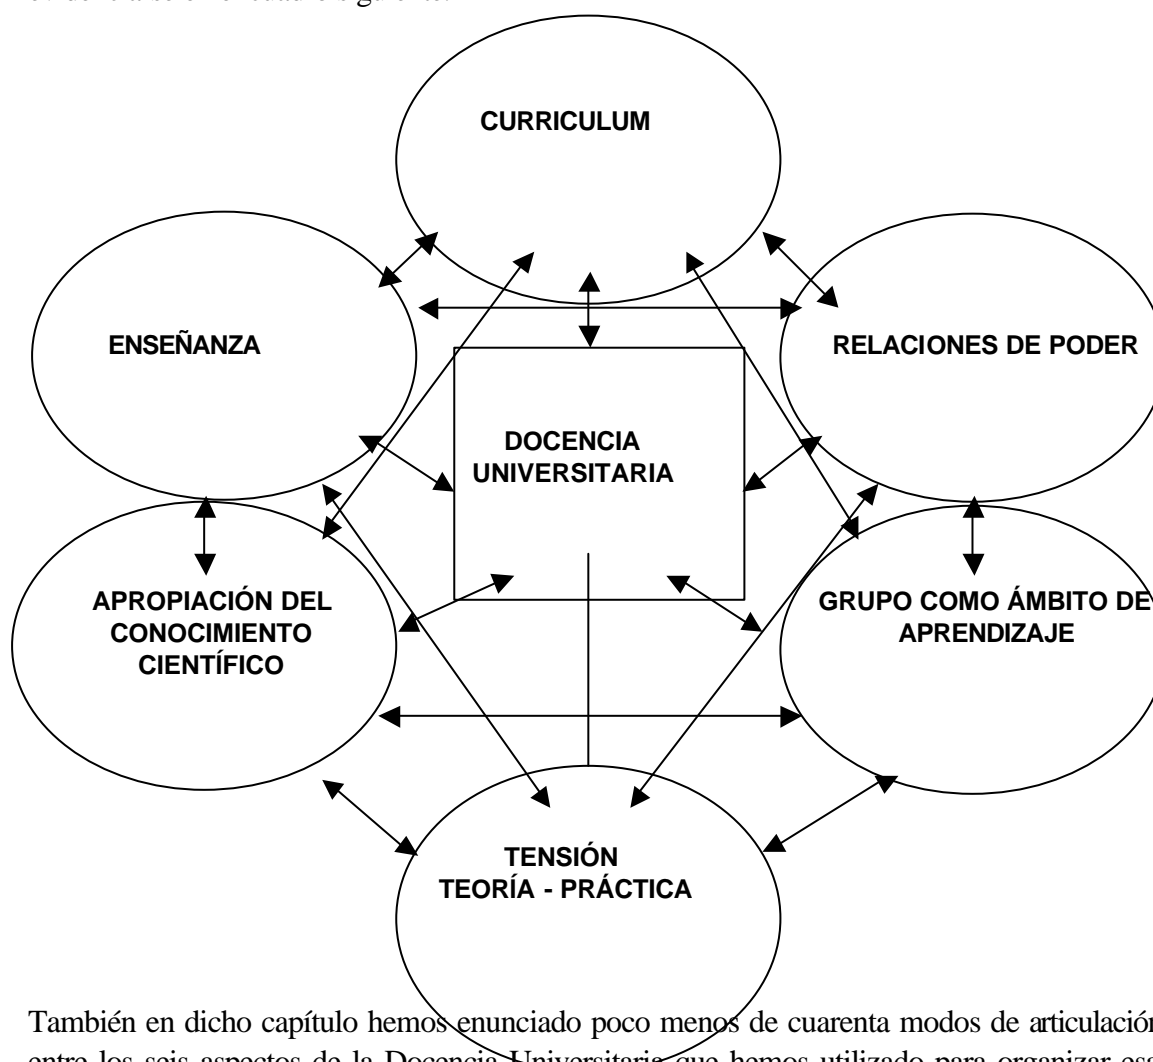 CURRICULUM
ENSEÑANZA
RELACIONES DE PODER
DOCENCIA
UNIVERSITARIA
APROPIACIÓN DEL
CONOCIMIENTO
CIENTÍFICO
GRUPO COMO ÁMBITO DE
APRENDIZAJE
TENSIÓN
TEORÍA - PRÁCTICA
También en dicho capítulo hemos enunciado poco menos de cuarenta modos de articulación
entre los seis aspectos de la Docencia Universitaria que hemos utilizado para organizar esa